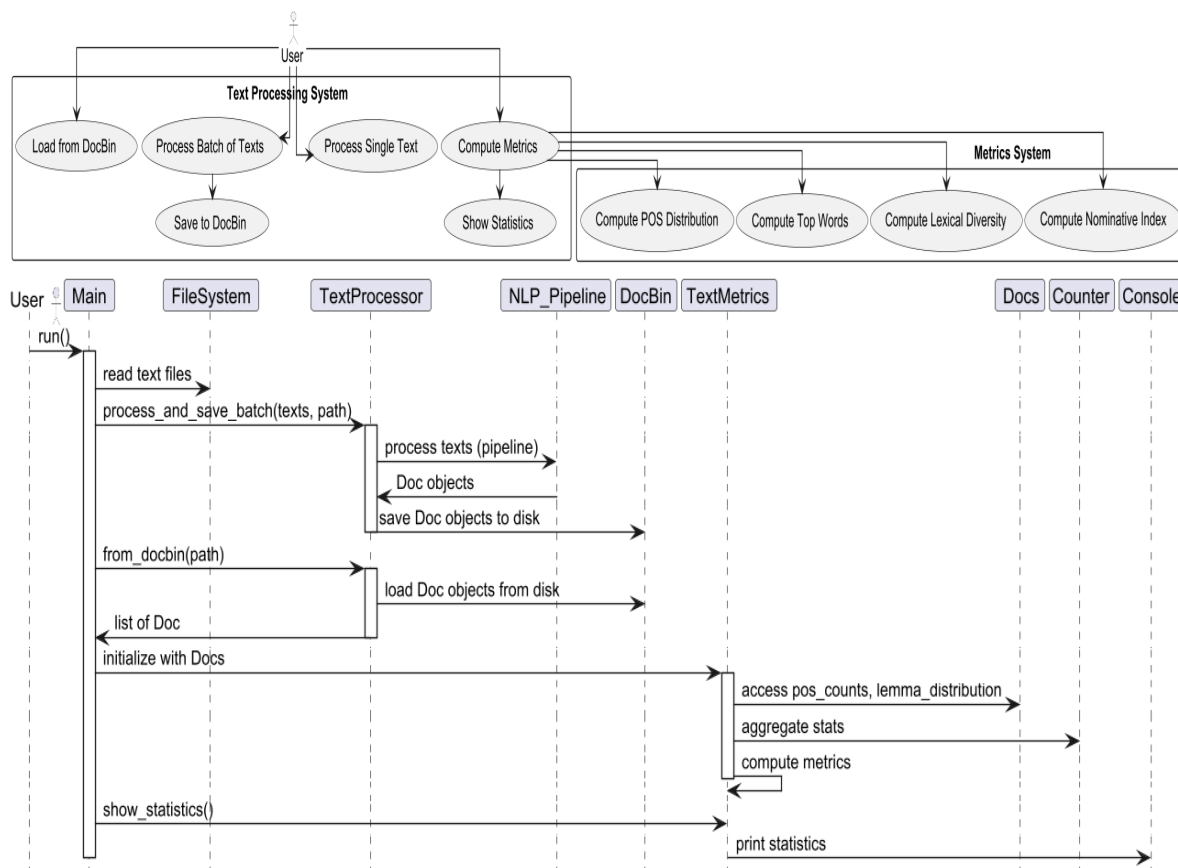 User
Text Processing System
Load from DocBin
Process Batch of Texts
Process Single Text
Compute Metrics
Save to DocBin
Show Statistics
Metrics System
Compute POS Distribution
Compute Top Words
Compute Lexical Diversity
Compute Nominative Index
User
Main
FileSystem
TextProcessor
NLP_Pipeline
DocBin
TextMetrics
Docs
Counter
Console
run()
read text files
process_and_save_batch(texts, path)
process texts (pipeline)
Doc objects
save Doc objects to disk
from_docbin(path)
load Doc objects from disk
list of Doc
initialize with Docs
access pos_counts, lemma_distribution
aggregate stats
compute metrics
show_statistics()
print statistics